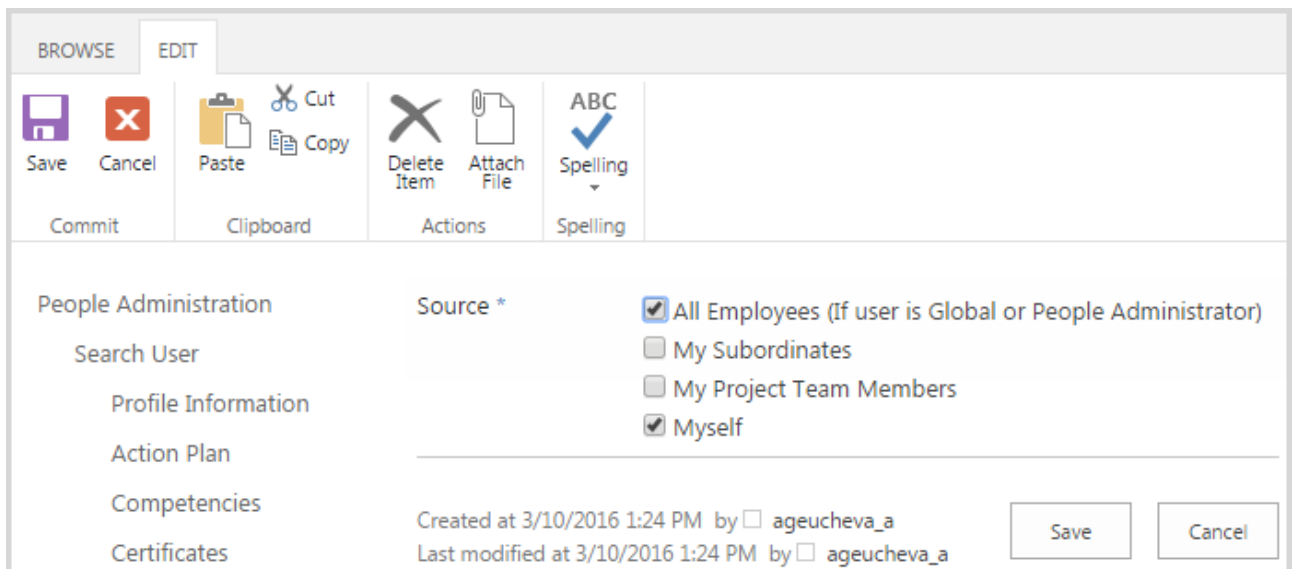 BROWSE EDIT
ABC
Cut
Copy
Save Cancel Paste Delete Item Attach File Spelling
Commit Clipboard Actions Spelling
People Administration
Search User
Profile Information
Action Plan
Competencies
Certificates
Source *
All Employees (If user is Global or People Administrator)
My Subordinates
My Project Team Members
Myself
Created at 3/10/2016 1:24 PM by ageucheva_a
Last modified at 3/10/2016 1:24 PM by ageucheva_a
Save Cancel